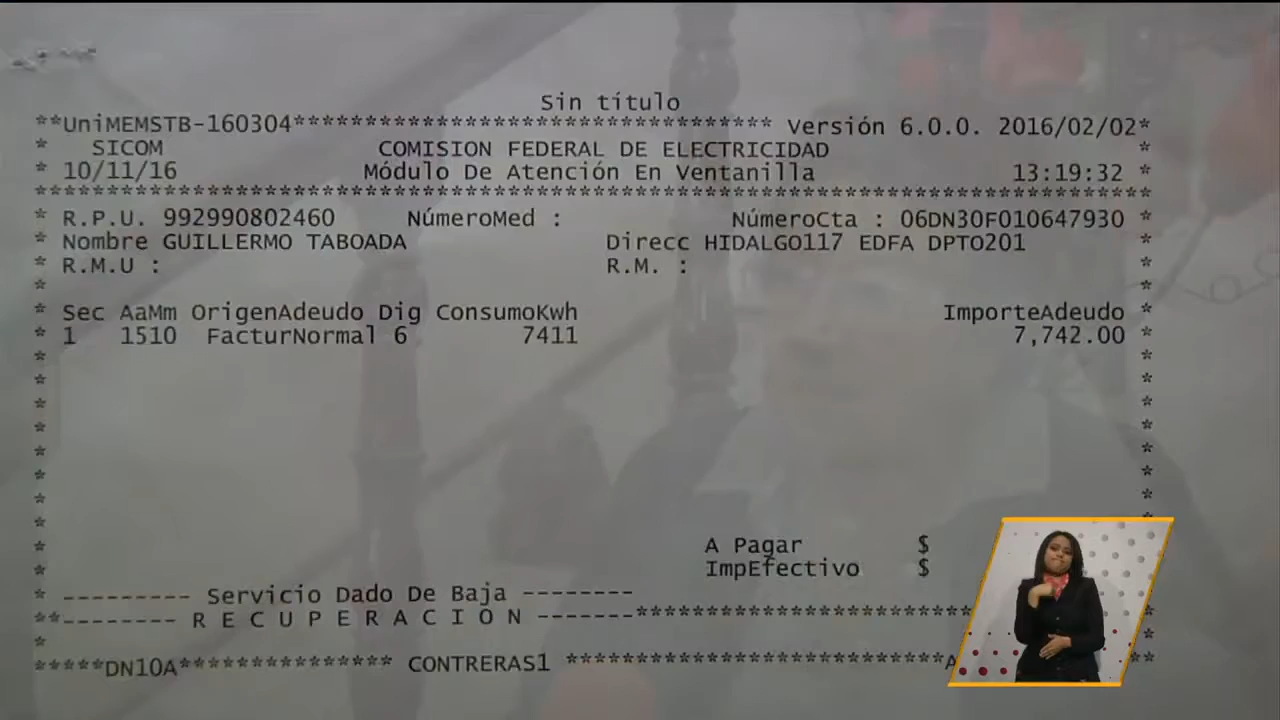 Sin título
**UniMEMSTB-160304********************************** Versión 6.0.0. 2016/02/02*
* SICOM COMISION FEDERAL DE ELECTRICIDAD *
* 10/11/16 Módulo De Atención En Ventanilla 13:19:32 *
******************************************************************************
* R.P.U. 992990802460 NúmeroMed : NúmeroCta : 06DN30F010647930 *
* Nombre GUILLERMO TABOADA Direcc HIDALGO117 EDFA DPTO201 *
* R.M.U : R.M. : *
* Sec AaMm OrigenAdeudo Dig ConsumoKwh ImporteAdeudo *
* 1 1510 FacturNormal 6 7411 7,742.00 *
A Pagar $
ImpEfectivo $
* --------- Servicio Dado De Baja --------
**-------- R E C U P E R A C I O N -------************************
*****DN10A*************** CONTRERAS1 ***************************